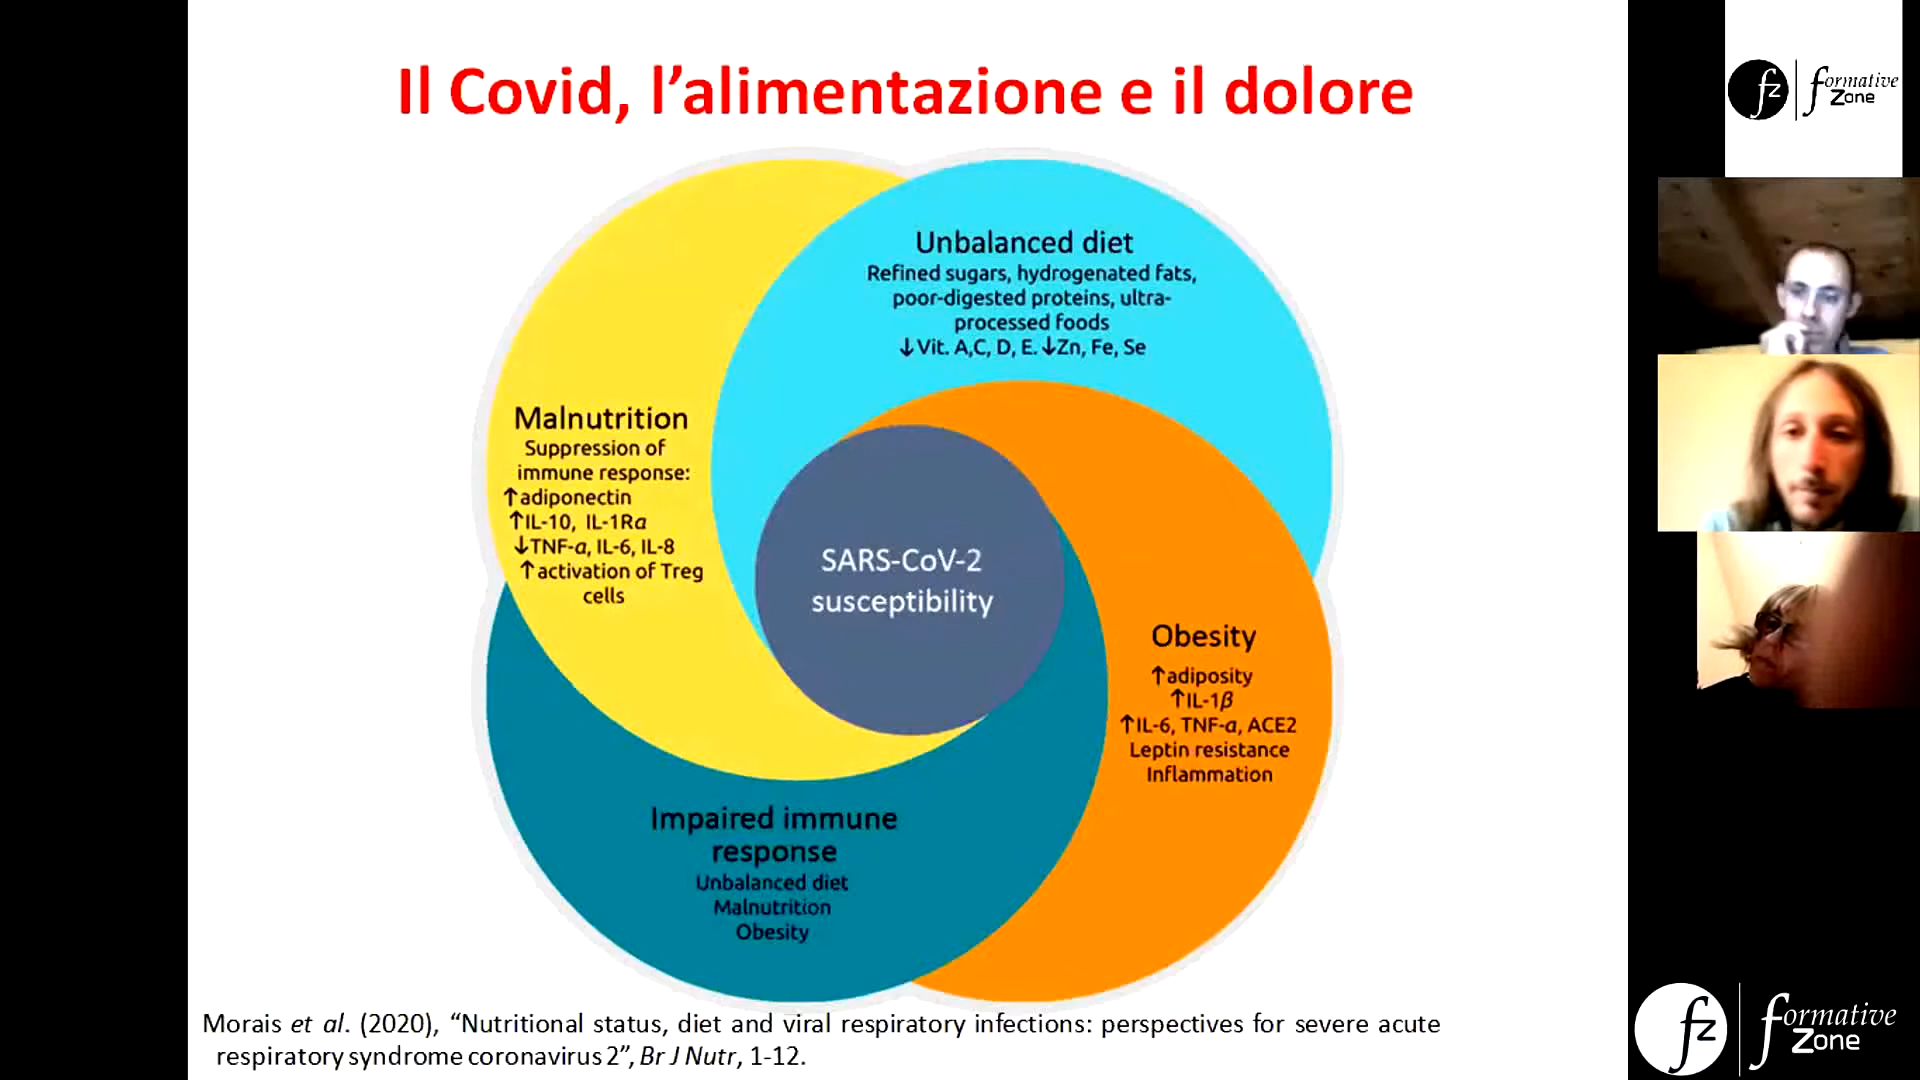 Il Covid, l’alimentazione e il dolore
Unbalanced diet
Refined sugars, hydrogenated fats,
poor-digested proteins, ultra-
processed foods
↓Vit. A,C, D, E. ↓Zn, Fe, Se
Malnutrition
Suppression of
immune response:
↑adiponectin
↑IL-10, IL-1Rα
↓TNF-α, IL-6, IL-8
↑activation of Treg
cells
SARS-CoV-2
susceptibility
Obesity
↑adiposity
↑IL-1β
↑IL-6, TNF-α, ACE2
Leptin resistance
Inflammation
Impaired immune
response
Unbalanced diet
Malnutrition
Obesity
Morais et al. (2020), “Nutritional status, diet and viral respiratory infections: perspectives for severe acute
respiratory syndrome coronavirus 2”, Br J Nutr, 1-12.
fz formative
Zone
fz formative
Zone